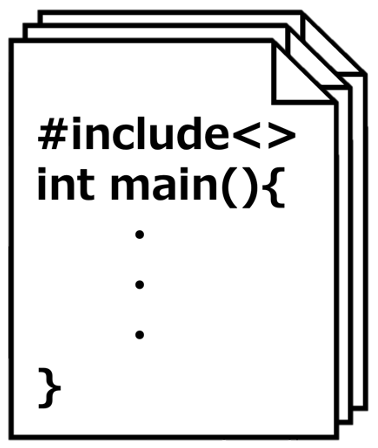 #include<>
int main(){
.
.
.
}